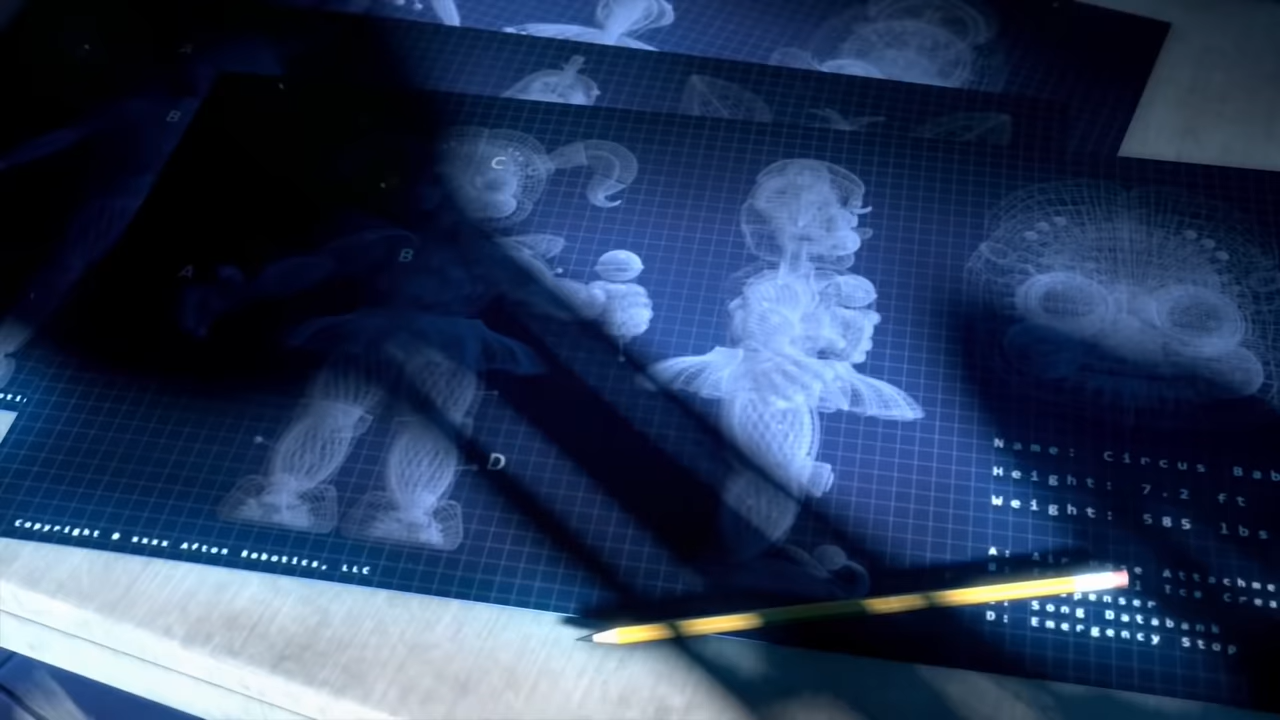 A
B
C
B
A
D
Name: Circus Bab
Height: 7.2 ft
Weight: 585 lbs
A: Attachme
Ice Crea
Song Databank
D: Emergency Stop
Copyright © xxxx Afton Robotics, LLC